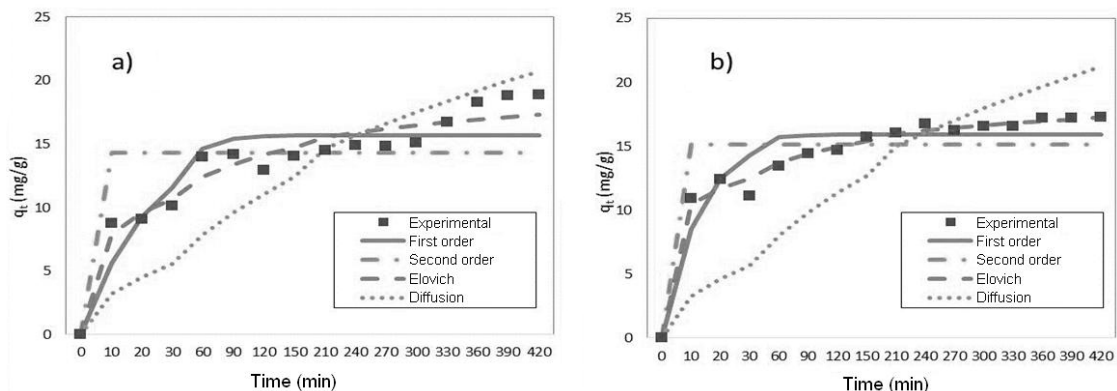 a)
25
20
15
10
5
0
qt (mg/g)
Experimental
First order
Second order
Elovich
Diffusion
0 10 20 30 60 90 120 150 210 240 270 300 330 360 390 420
Time (min)
b)
25
20
15
10
5
0
qt (mg/g)
Experimental
First order
Second order
Elovich
Diffusion
0 10 20 30 60 90 120 150 210 240 270 300 330 360 390 420
Time (min)